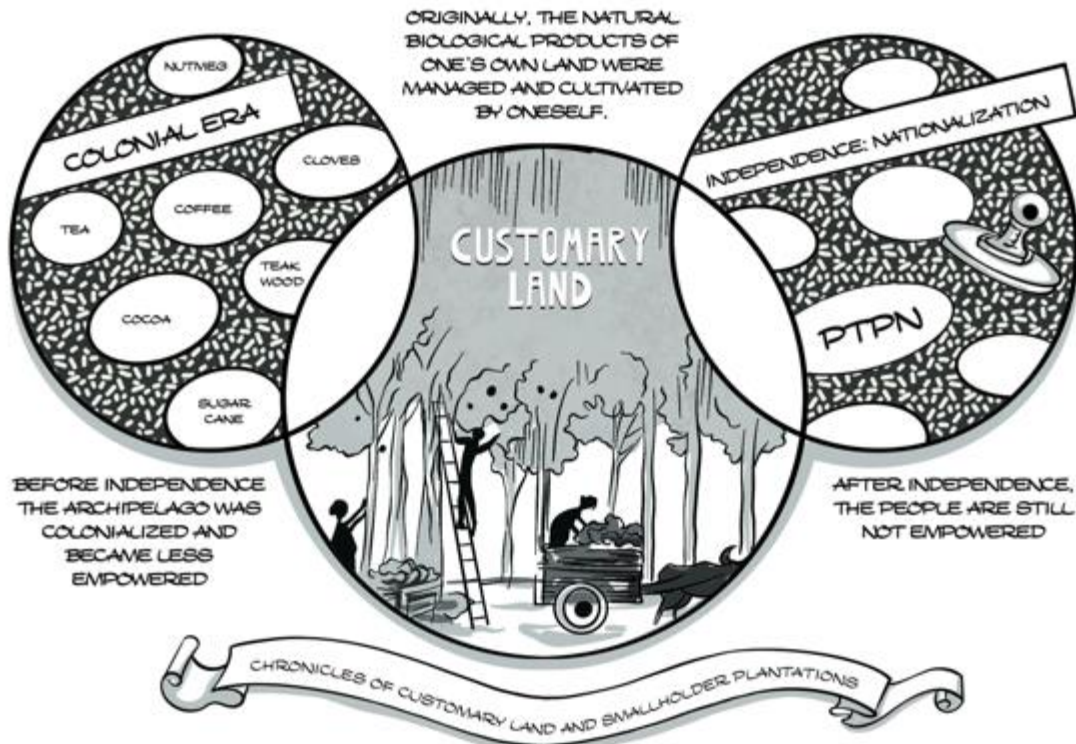 ORIGINALLY, THE NATURAL
BIOLOGICAL PRODUCTS OF
ONE'S OWN LAND WERE
MANAGED AND CULTIVATED
BY ONESELF.
NUTMEG
COLONIAL ERA
CLOVES
TEA
COFFEE
TEAK
WOOD
COCOA
SUGAR
CANE
CUSTOMARY
LAND
INDEPENDENCE: NATIONALIZATION
PTPN
BEFORE INDEPENDENCE
THE ARCHIPELAGO WAS
COLONIALIZED AND
BECAME LESS
EMPOWERED
AFTER INDEPENDENCE,
THE PEOPLE ARE STILL
NOT EMPOWERED
CHRONICLES OF CUSTOMARY LAND AND SMALLHOLDER PLANTATIONS